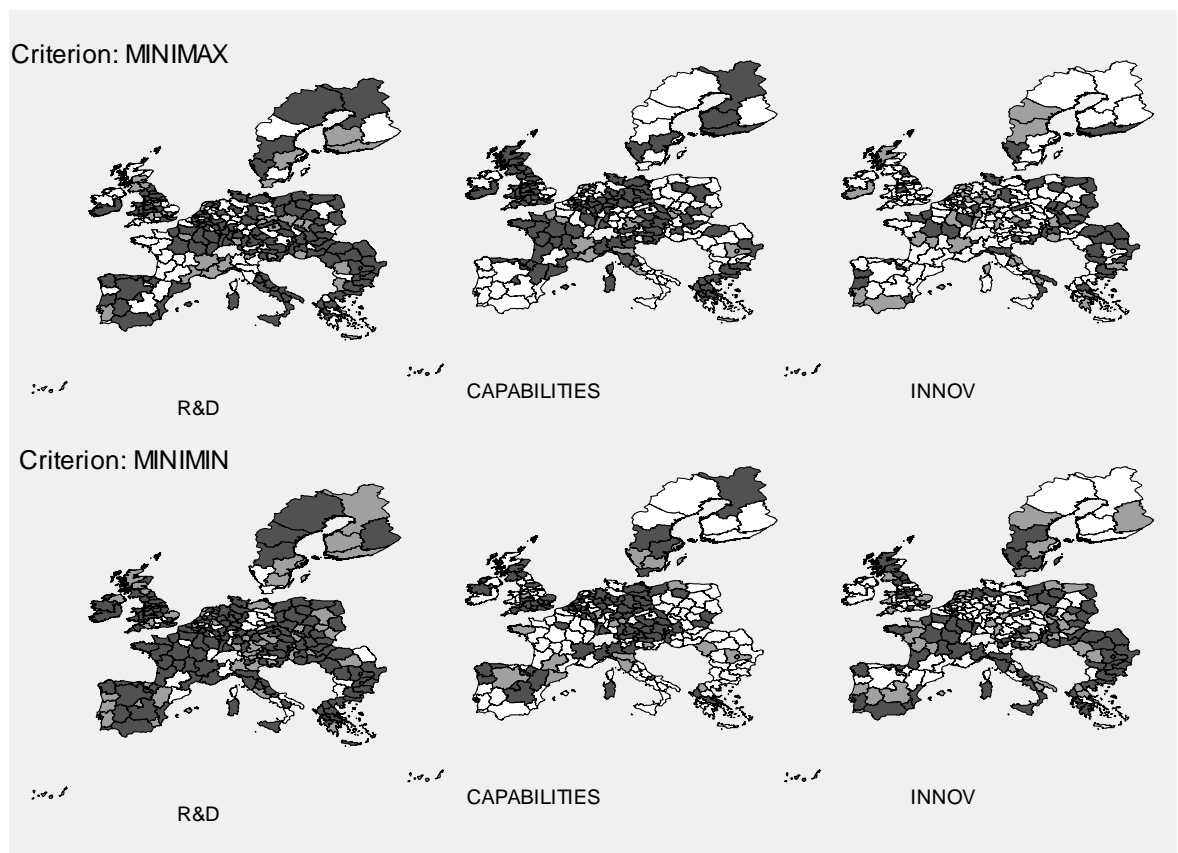 Criterion: MINIMAX
R&D
CAPABILITIES
INNOV
Criterion: MINIMIN
R&D
CAPABILITIES
INNOV